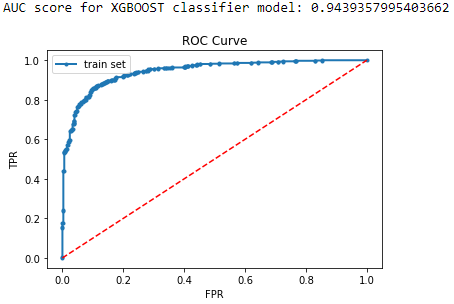 AUC score for XGBOOST classifier model: 0.9439357995403662
ROC Curve
train set
1.0
0.8
0.6
0.4
0.2
0.0
TPR
0.0 0.2 0.4 0.6 0.8 1.0
FPR